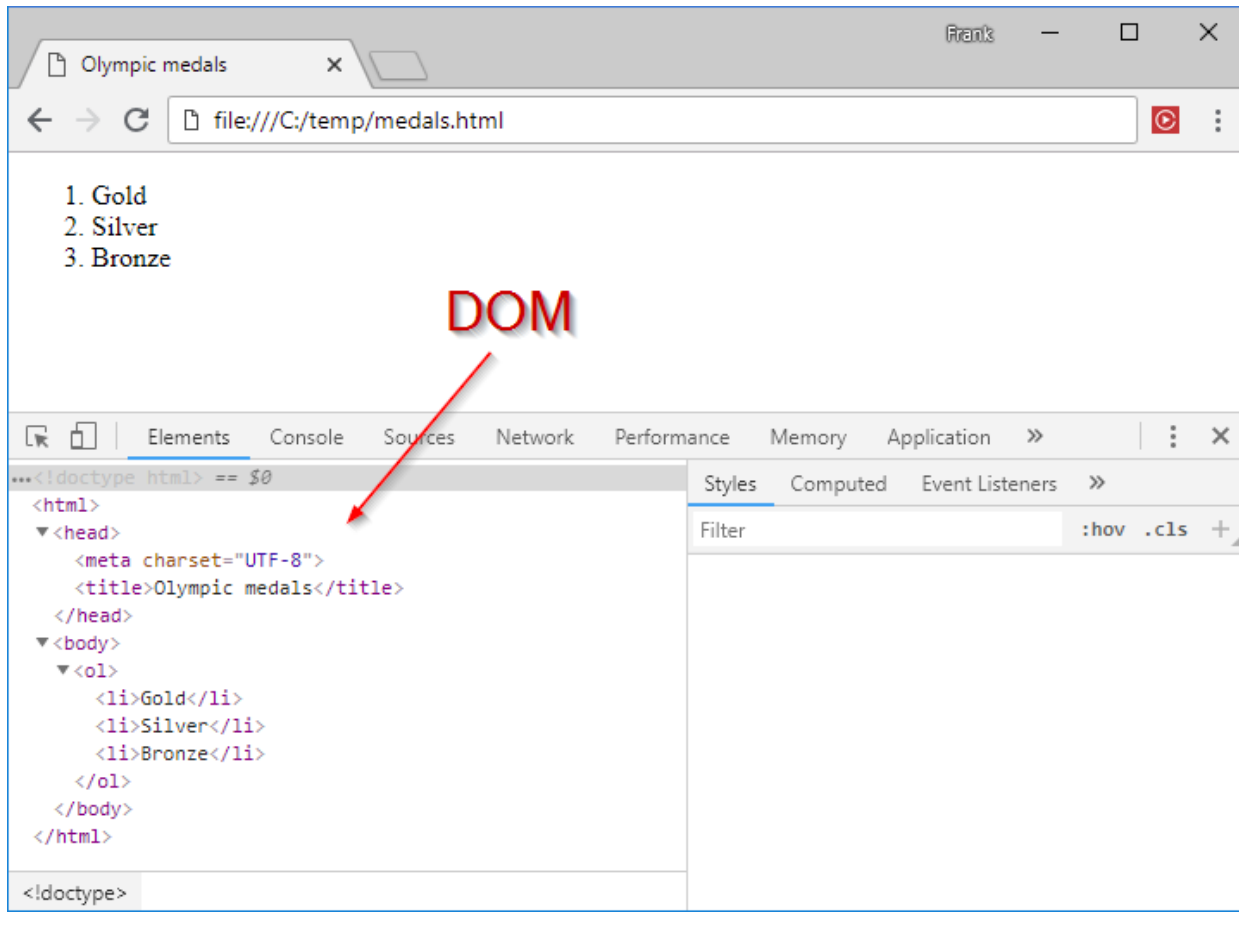 Frank
Olympic medals
file:///C:/temp/medals.html
1. Gold
2. Silver
3. Bronze
DOM
Elements Console Sources Network Performance Memory Application »
...<!doctype html> == $0
<html>
<head>
<meta charset="UTF-8">
<title>Olympic medals</title>
</head>
<body>
<ol>
<li>Gold</li>
<li>Silver</li>
<li>Bronze</li>
</ol>
</body>
</html>
<!doctype>
Styles Computed Event Listeners »
Filter :hov .cls +